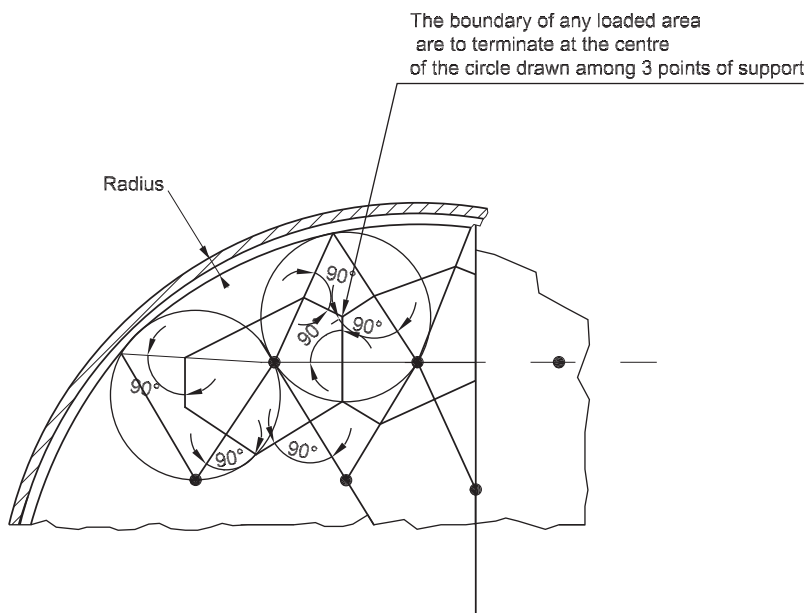 The boundary of any loaded area
are to terminate at the centre
of the circle drawn among 3 points of support
Radius
90°
90
90°
90°
90°
90°